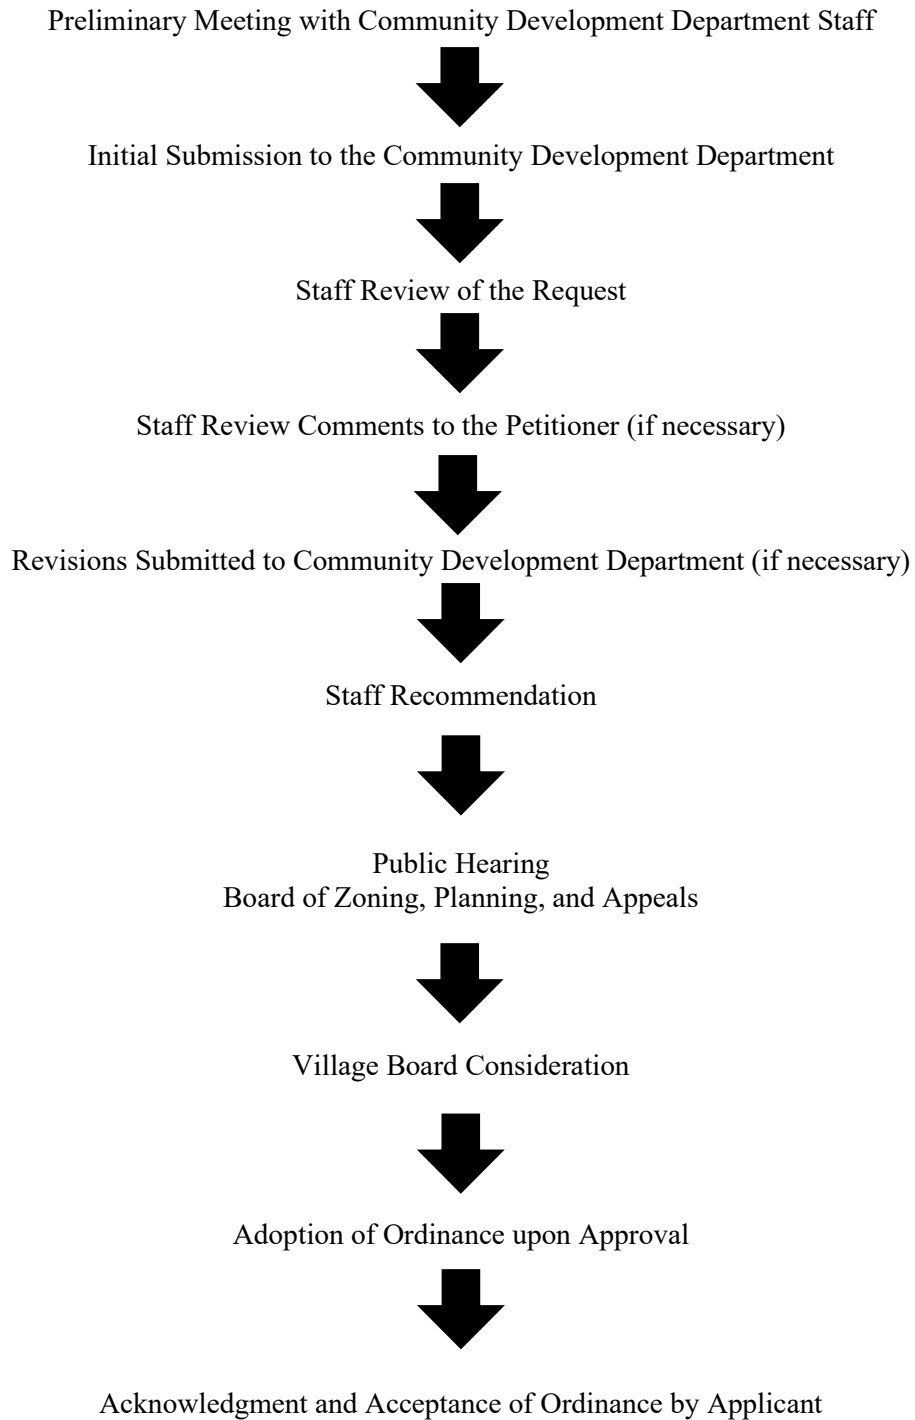 Preliminary Meeting with Community Development Department Staff
Initial Submission to the Community Development Department
Staff Review of the Request
Staff Review Comments to the Petitioner (if necessary)
Revisions Submitted to Community Development Department (if necessary)
Staff Recommendation
Public Hearing
Board of Zoning, Planning, and Appeals
Village Board Consideration
Adoption of Ordinance upon Approval
Acknowledgment and Acceptance of Ordinance by Applicant